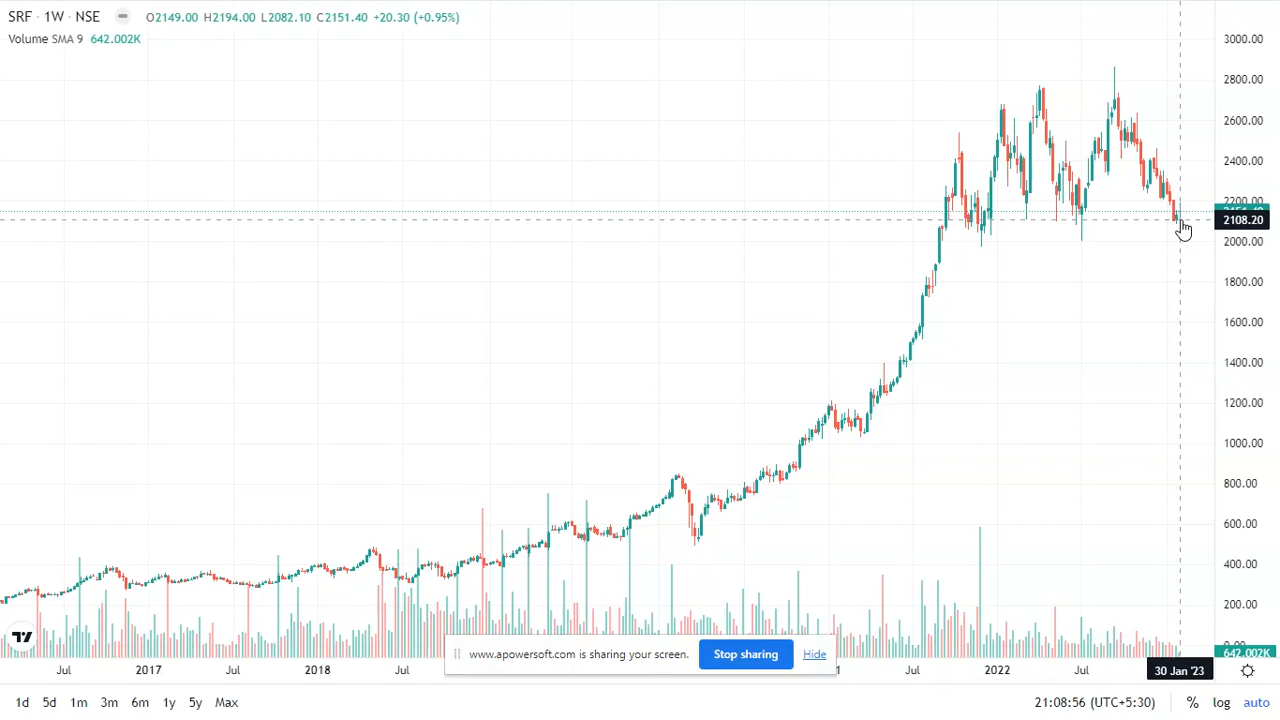 SRF · 1W · NSE O2149.00 H2194.00 L2082.10 C2151.40 +20.30 (+0.95%)
Volume SMA 9 642.002K
3000.00
2800.00
2600.00
2400.00
2200.00
2108.20
2000.00
1800.00
1600.00
1400.00
1200.00
1000.00
800.00
600.00
400.00
200.00
0.00
642.002K
www.apowersoft.com is sharing your screen. Stop sharing Hide
Jul 2017 Jul 2018 Jul Jul 2022 Jul 30 Jan '23
1d 5d 1m 3m 6m 1y 5y Max 21:08:56 (UTC+5:30) % log auto